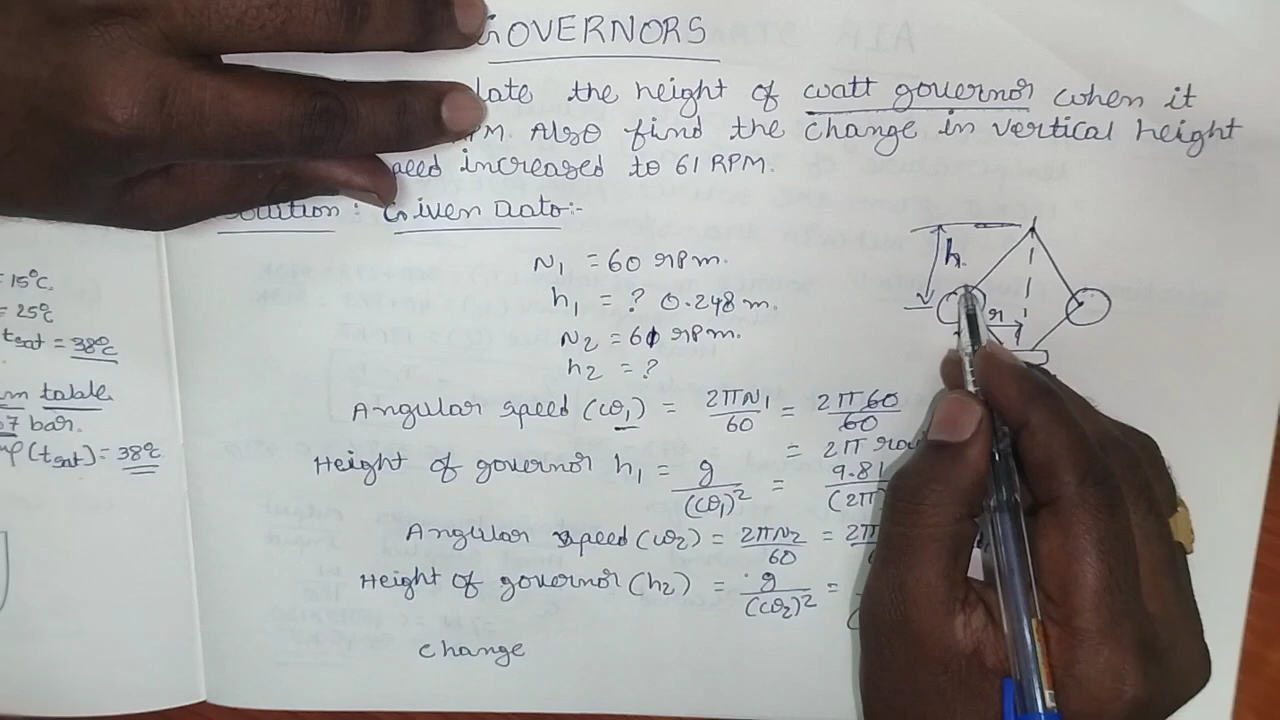 GOVERNORS
late the height of watt governor when it
PM. Also find the change in vertical height
peed increased to 61 RPM.
Solution: Given Data:-
N1 = 60 rpm.
h1 = ? 0.248 m.
N2 = 61 rpm.
h2 = ?
Angular speed (ω1) = 2πN1/60 = 2π60/60
= 2π rad
Height of governor h1 = g/(ω1)² = 9.81/(2π)
Angular speed (ω2) = 2πN2/60 = 2π
Height of governor (h2) = g/(ω2)² =
change
h.
r
= 15°C.
= 25°C
tsat = 38°C
table
bar.
(tsat) = 38°C